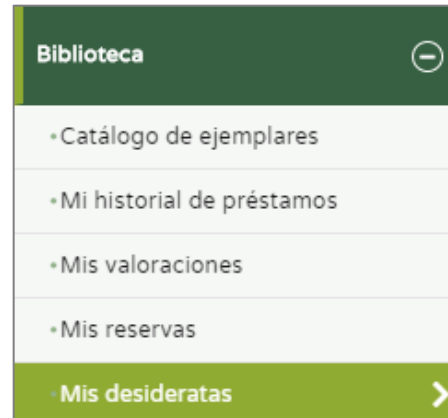 Biblioteca
Catálogo de ejemplares
Mi historial de préstamos
Mis valoraciones
Mis reservas
Mis desideratas